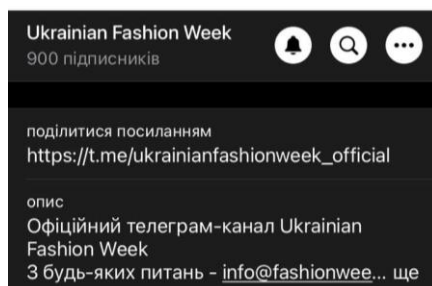 Ukrainian Fashion Week
900 підписників
поділитися посиланням
https://t.me/ukrainianfashionweek_official
опис
Офіційний телеграм-канал Ukrainian
Fashion Week
З будь-яких питань - info@fashionwee... ще